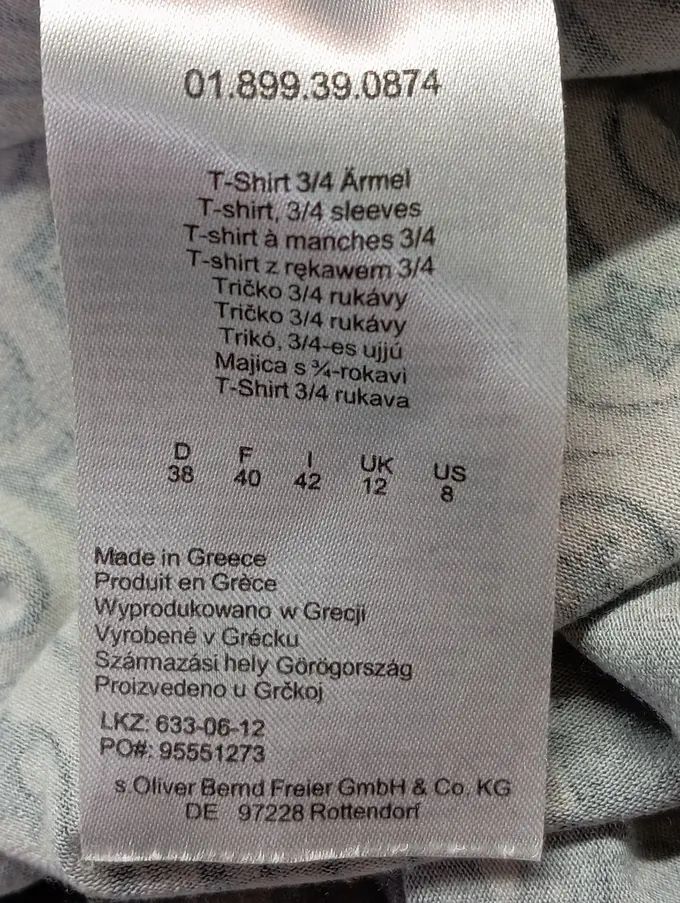 01.899.39.0874
T-Shirt 3/4 Ärmel
T-shirt, 3/4 sleeves
T-shirt à manches 3/4
T-shirt z rękawem 3/4
Tričko 3/4 rukávy
Tričko 3/4 rukávy
Trikó, 3/4-es ujjú
Majica s ¾-rokavi
T-Shirt 3/4 rukava
D F I UK US
38 40 42 12 8
Made in Greece
Produit en Grèce
Wyprodukowano w Grecji
Vyrobené v Grécku
Származási hely Görögország
Proizvedeno u Grčkoj
LKZ: 633-06-12
PO#: 95551273
s.Oliver Bernd Freier GmbH & Co. KG
DE 97228 Rottendorf